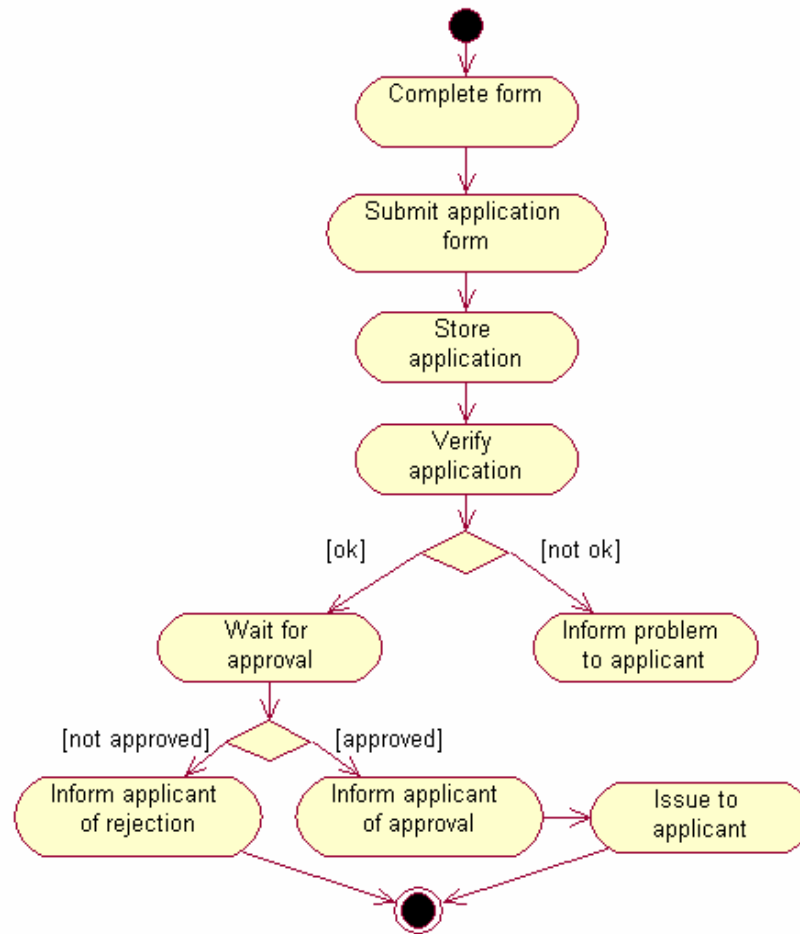 Complete form
Submit application
form
Store
application
Verify
application
[ok]
[not ok]
Wait for
approval
Inform problem
to applicant
[not approved]
[approved]
Inform applicant
of rejection
Inform applicant
of approval
Issue to
applicant